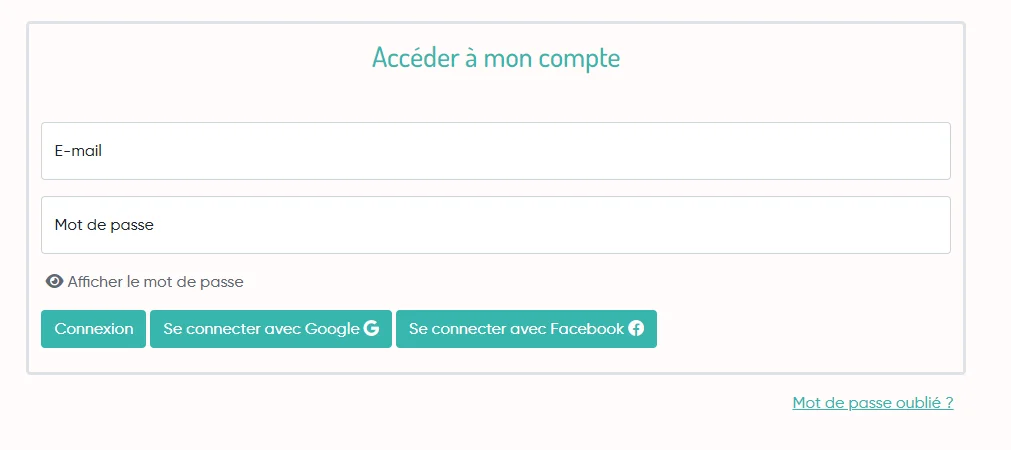 Accéder à mon compte
E-mail
Mot de passe
Afficher le mot de passe
Connexion Se connecter avec Google Se connecter avec Facebook
Mot de passe oublié ?